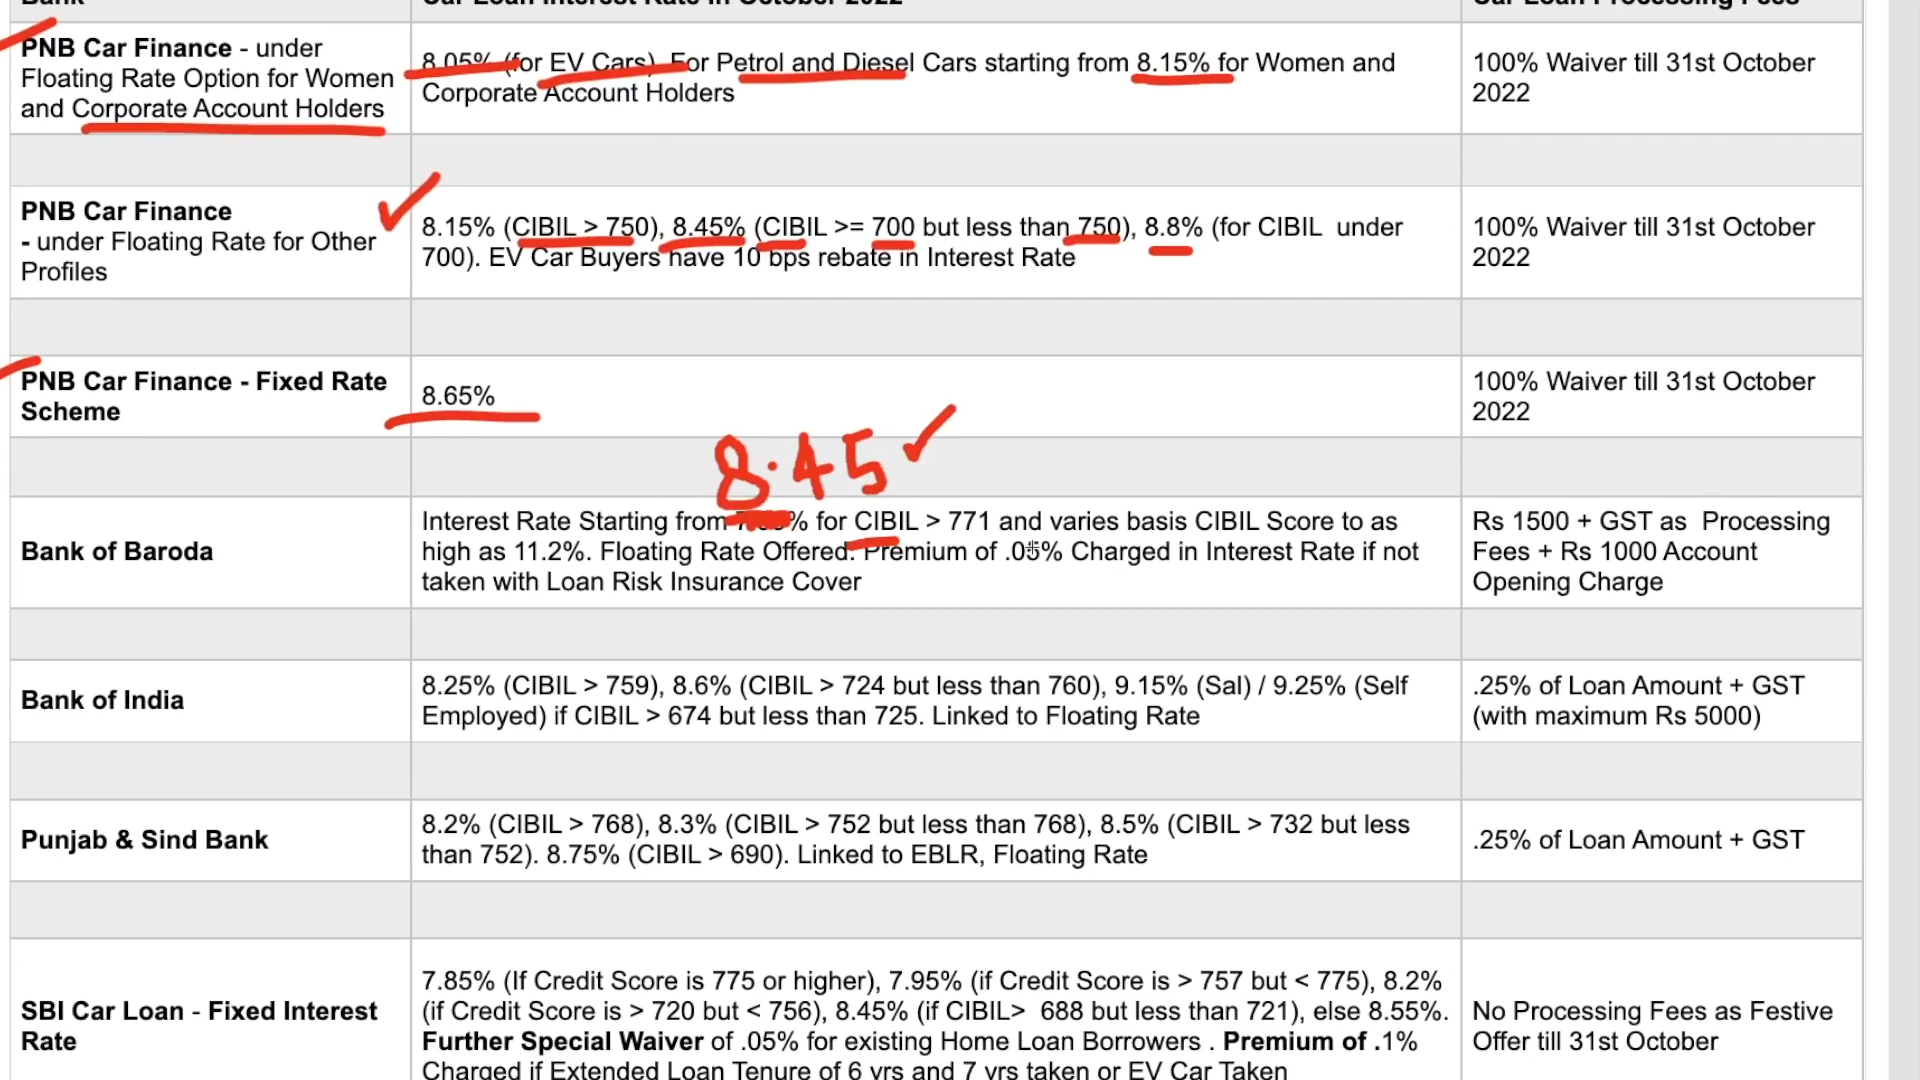 Bank
Car Loan Interest Rate in October 2022
Car Loan Processing Fees
PNB Car Finance - under
Floating Rate Option for Women
and Corporate Account Holders
8.05% (for EV Cars). For Petrol and Diesel Cars starting from 8.15% for Women and
Corporate Account Holders
100% Waiver till 31st October
2022
PNB Car Finance
- under Floating Rate for Other
Profiles
8.15% (CIBIL > 750), 8.45% (CIBIL >= 700 but less than 750), 8.8% (for CIBIL under
700). EV Car Buyers have 10 bps rebate in Interest Rate
100% Waiver till 31st October
2022
PNB Car Finance - Fixed Rate
Scheme
8.65%
100% Waiver till 31st October
2022
8.45
Bank of Baroda
Interest Rate Starting from % for CIBIL > 771 and varies basis CIBIL Score to as
high as 11.2%. Floating Rate Offered. Premium of .05% Charged in Interest Rate if not
taken with Loan Risk Insurance Cover
Rs 1500 + GST as Processing
Fees + Rs 1000 Account
Opening Charge
Bank of India
8.25% (CIBIL > 759), 8.6% (CIBIL > 724 but less than 760), 9.15% (Sal) / 9.25% (Self
Employed) if CIBIL > 674 but less than 725. Linked to Floating Rate
.25% of Loan Amount + GST
(with maximum Rs 5000)
Punjab & Sind Bank
8.2% (CIBIL > 768), 8.3% (CIBIL > 752 but less than 768), 8.5% (CIBIL > 732 but less
than 752). 8.75% (CIBIL > 690). Linked to EBLR, Floating Rate
.25% of Loan Amount + GST
SBI Car Loan - Fixed Interest
Rate
7.85% (If Credit Score is 775 or higher), 7.95% (if Credit Score is > 757 but < 775), 8.2%
(if Credit Score is > 720 but < 756), 8.45% (if CIBIL> 688 but less than 721), else 8.55%.
Further Special Waiver of .05% for existing Home Loan Borrowers . Premium of .1%
Charged if Extended Loan Tenure of 6 yrs and 7 yrs taken or EV Car Taken
No Processing Fees as Festive
Offer till 31st October